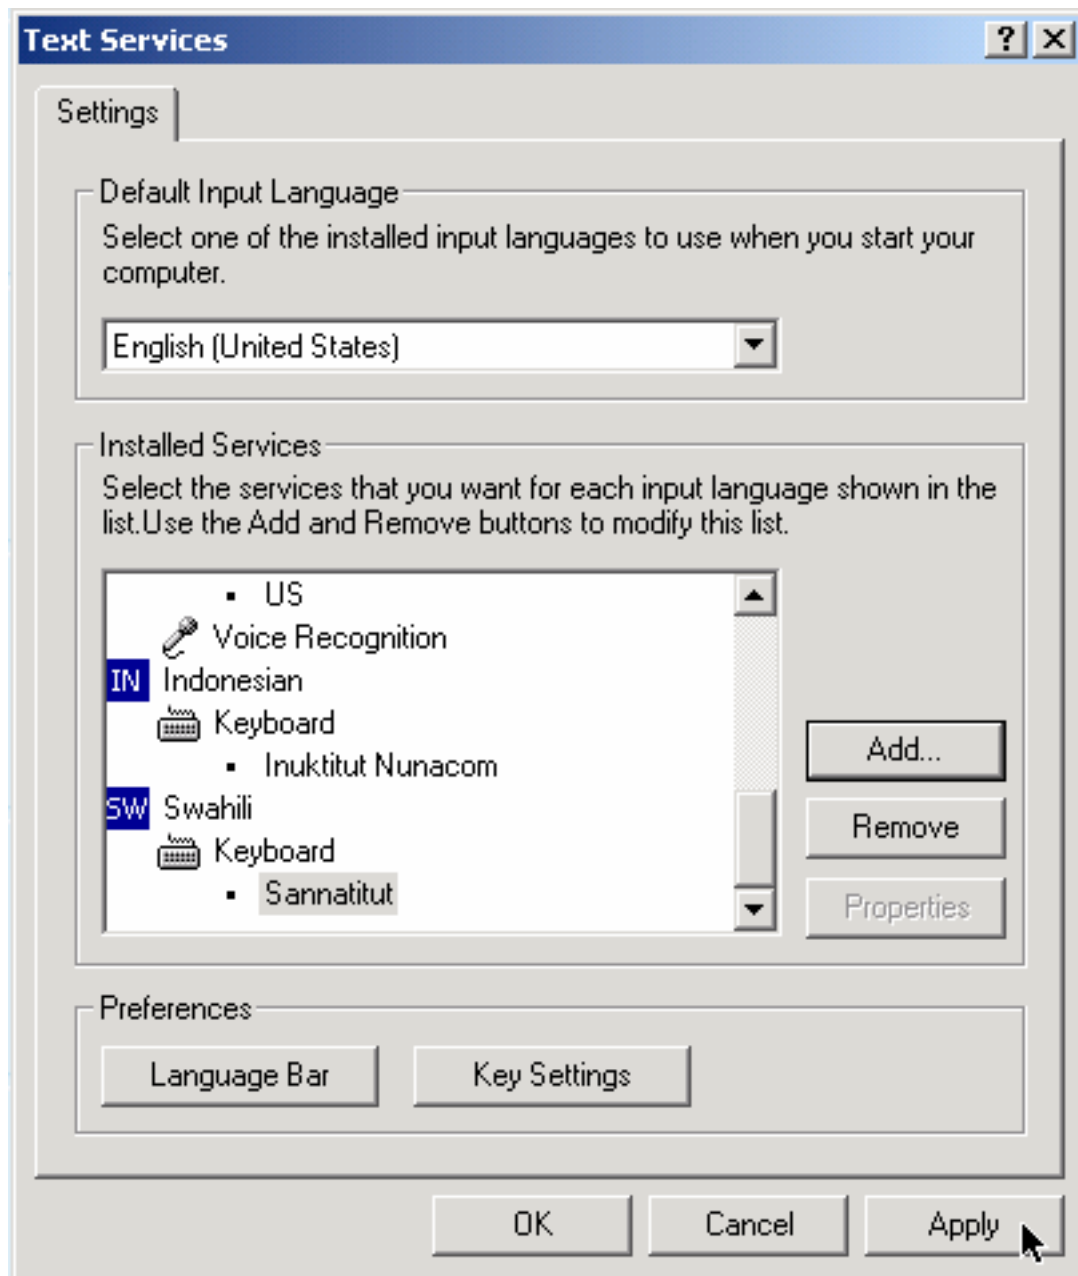 Text Services
Settings
Default Input Language
Select one of the installed input languages to use when you start your
computer.
English (United States)
Installed Services
Select the services that you want for each input language shown in the
list.Use the Add and Remove buttons to modify this list.
US
Voice Recognition
IN Indonesian
Keyboard
Inuktitut Nunacom
SW Swahili
Keyboard
Sannatitut
Add...
Remove
Properties
Preferences
Language Bar
Key Settings
OK
Cancel
Apply